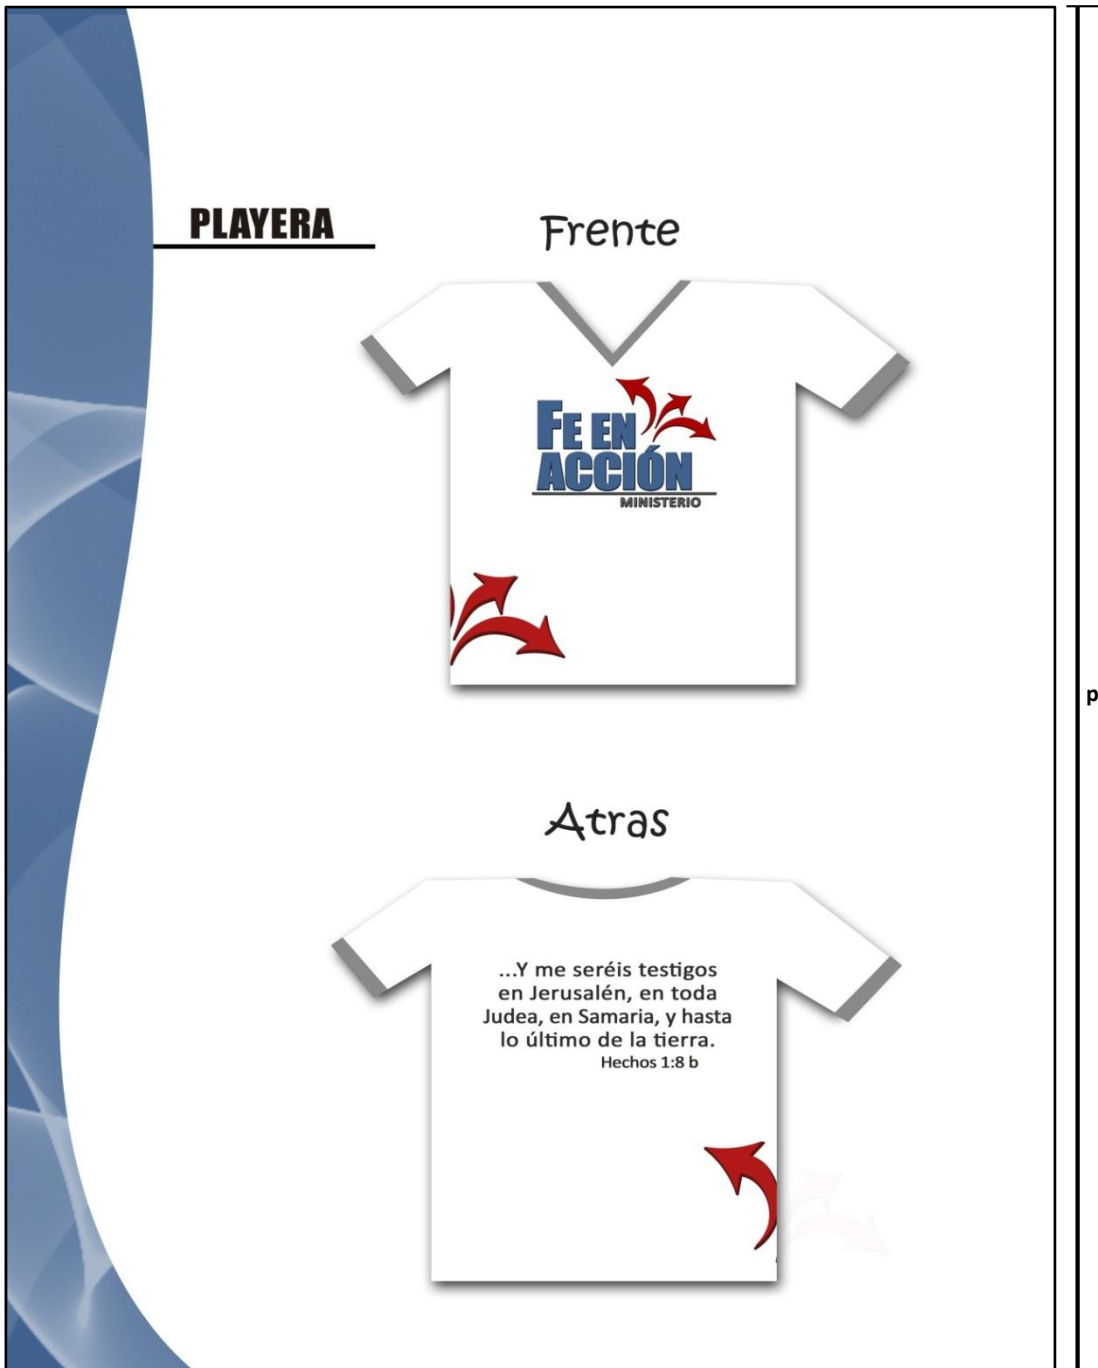 PLAYERA
Frente
FE EN
ACCIÓN
MINISTERIO
p
Atras
...Y me seréis testigos
en Jerusalén, en toda
Judea, en Samaria, y hasta
lo último de la tierra.
Hechos 1:8 b